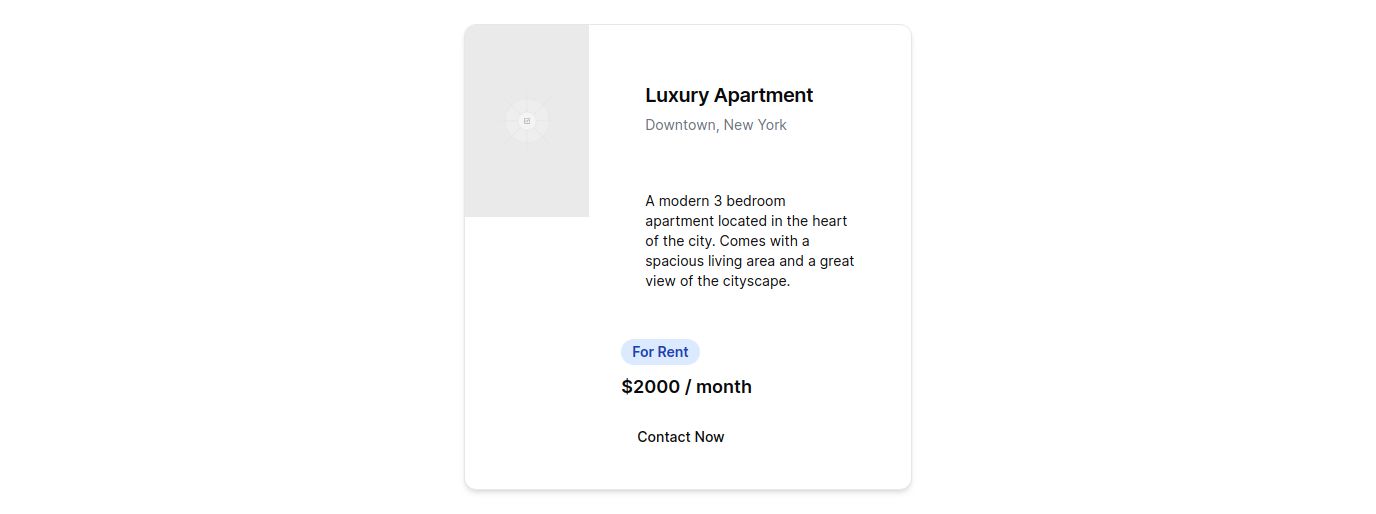 Luxury Apartment
Downtown, New York
A modern 3 bedroom
apartment located in the heart
of the city. Comes with a
spacious living area and a great
view of the cityscape.
For Rent
$2000 / month
Contact Now